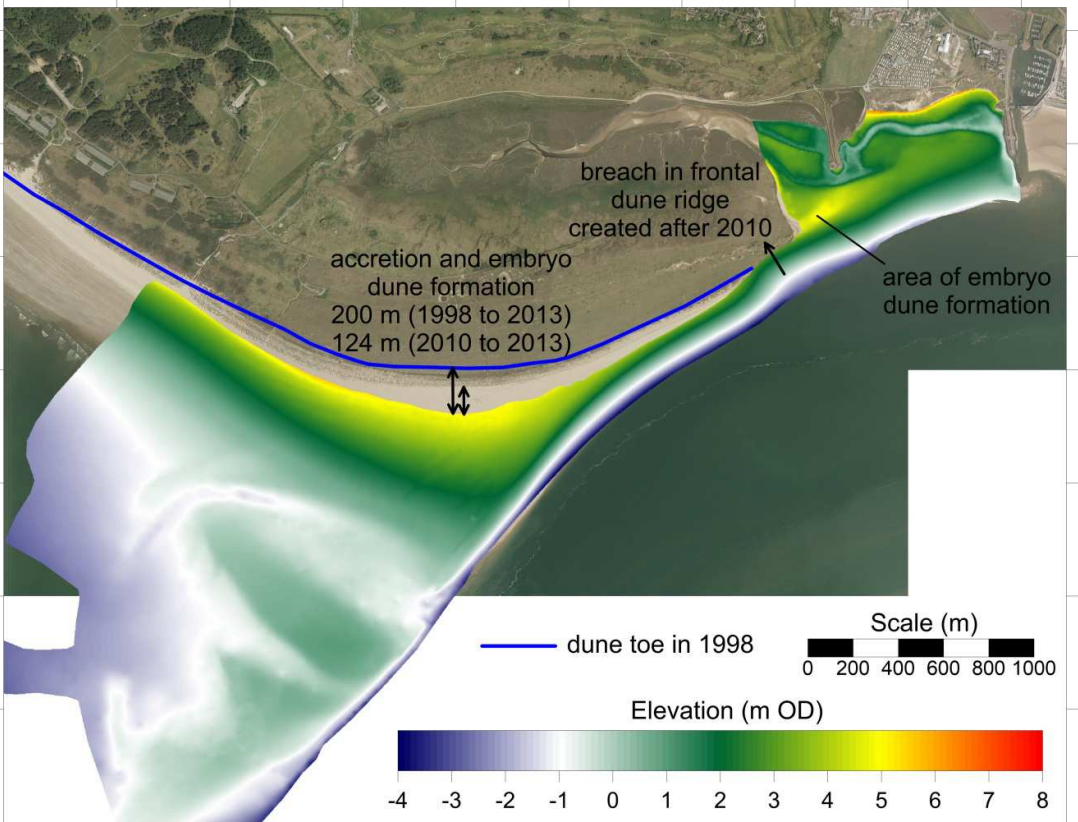 breach in frontal
dune ridge
created after 2010
accretion and embryo
dune formation
200 m (1998 to 2013)
124 m (2010 to 2013)
area of embryo
dune formation
dune toe in 1998
Scale (m)
0 200 400 600 800 1000
Elevation (m OD)
-4 -3 -2 -1 0 1 2 3 4 5 6 7 8